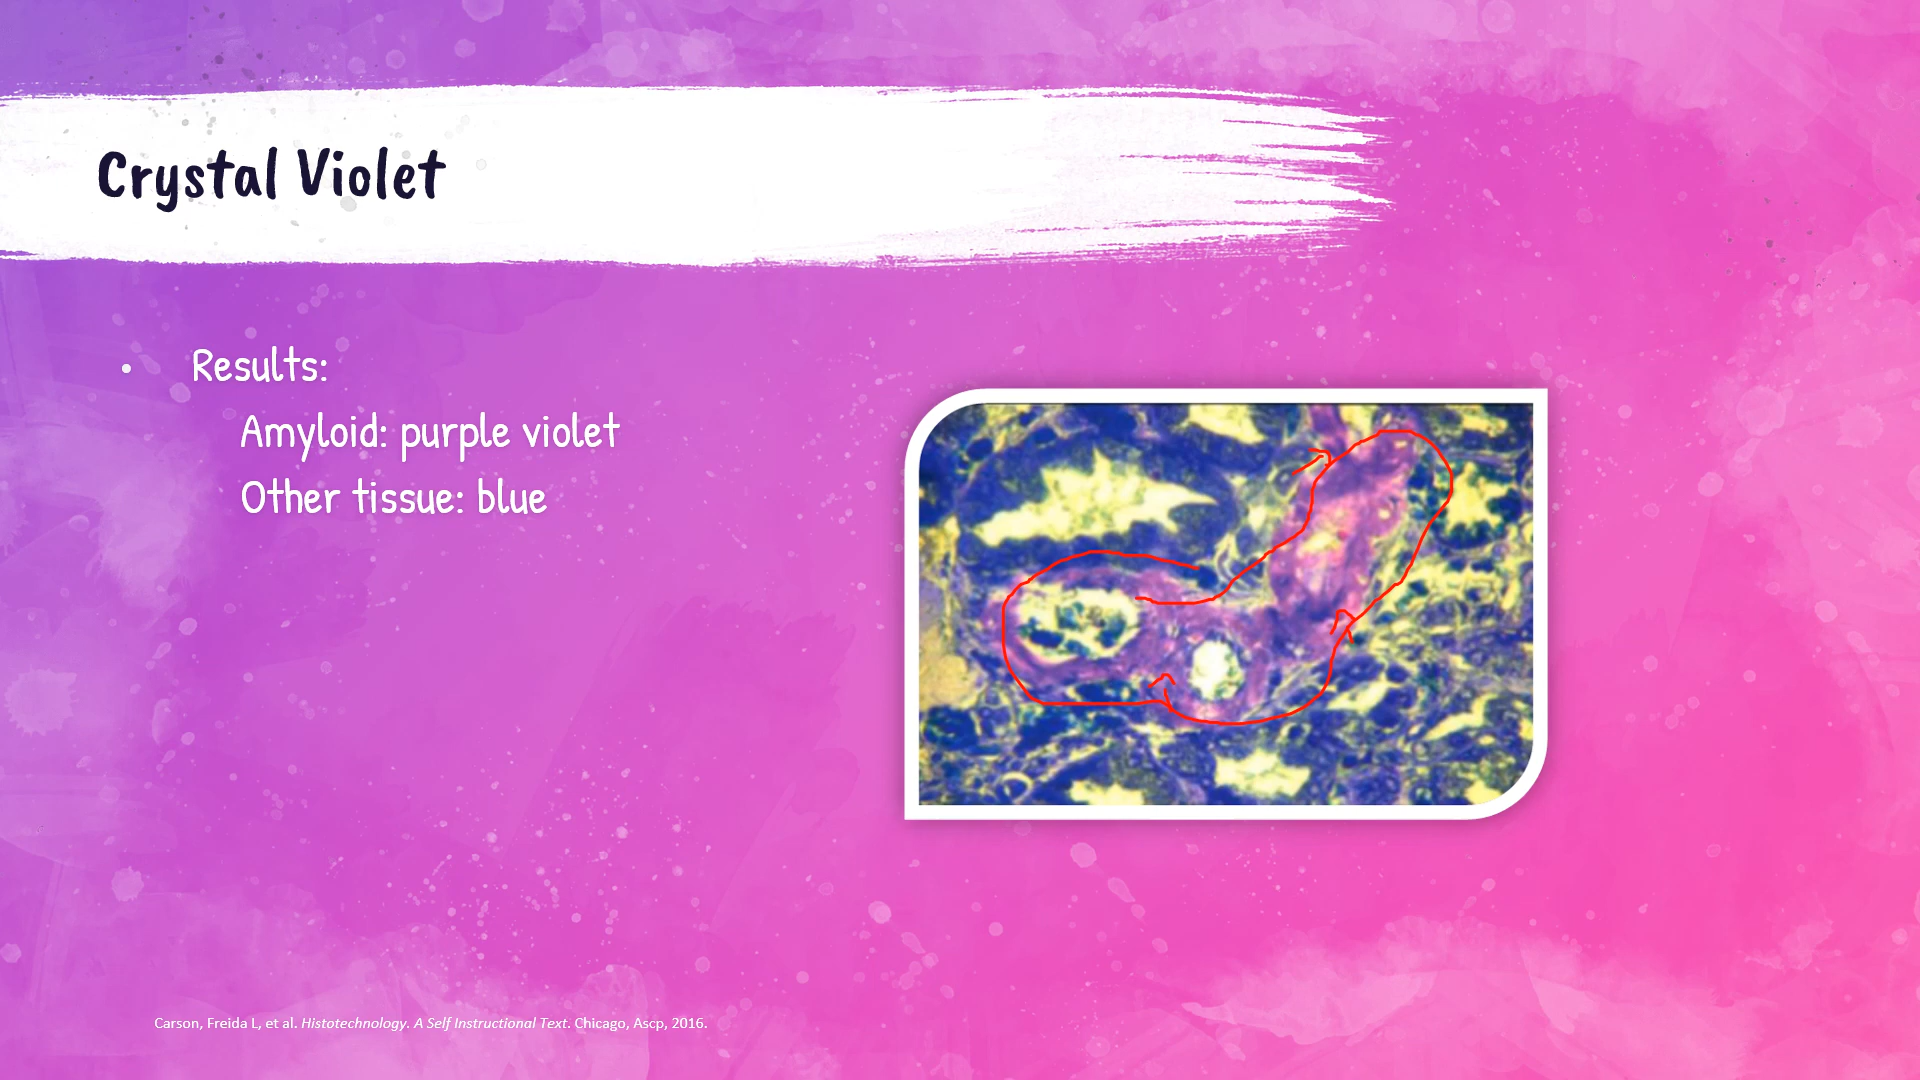 Crystal Violet
• Results:
Amyloid: purple violet
Other tissue: blue
Carson, Freida L, et al. Histotechnology. A Self Instructional Text. Chicago, Ascp, 2016.